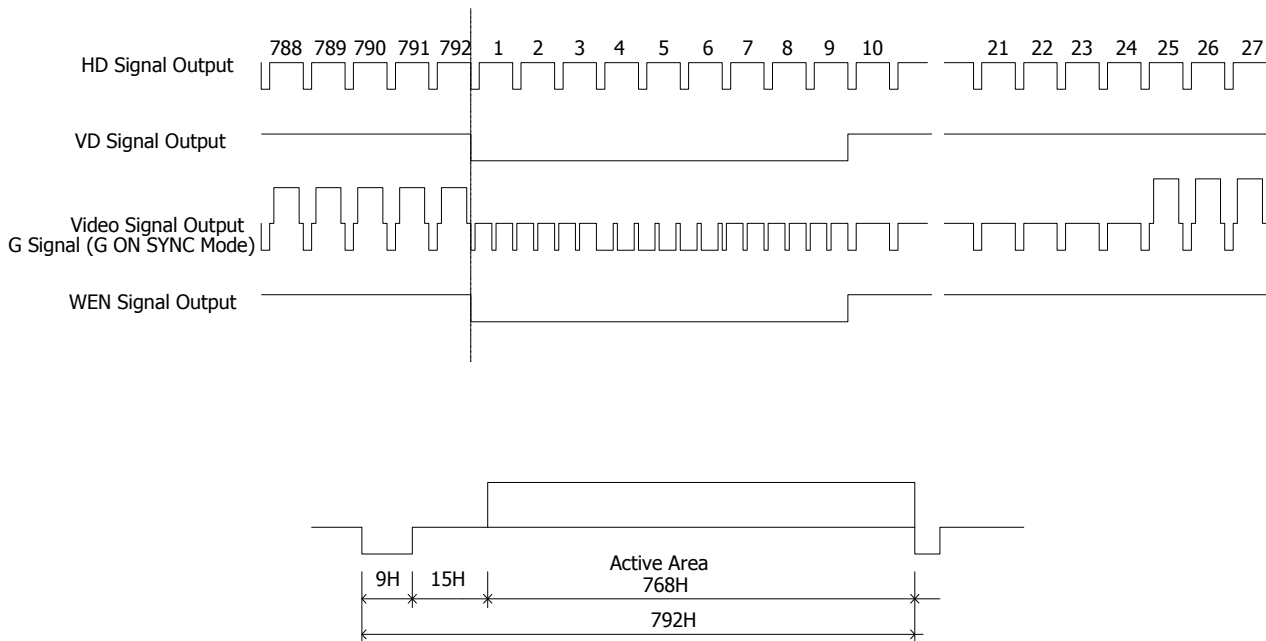 788 789 790 791 792 1 2 3 4 5 6 7 8 9 10 21 22 23 24 25 26 27
HD Signal Output
VD Signal Output
Video Signal Output
G Signal (G ON SYNC Mode)
WEN Signal Output
Active Area
9H 15H 768H
792H